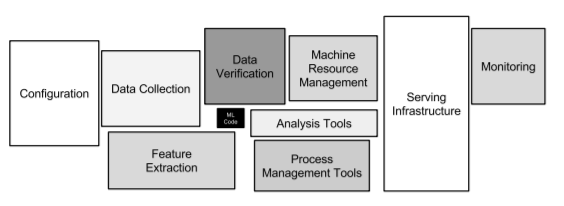 Configuration
Data Collection
Data
Verification
Machine
Resource
Management
ML
Code
Analysis Tools
Feature
Extraction
Process
Management Tools
Serving
Infrastructure
Monitoring